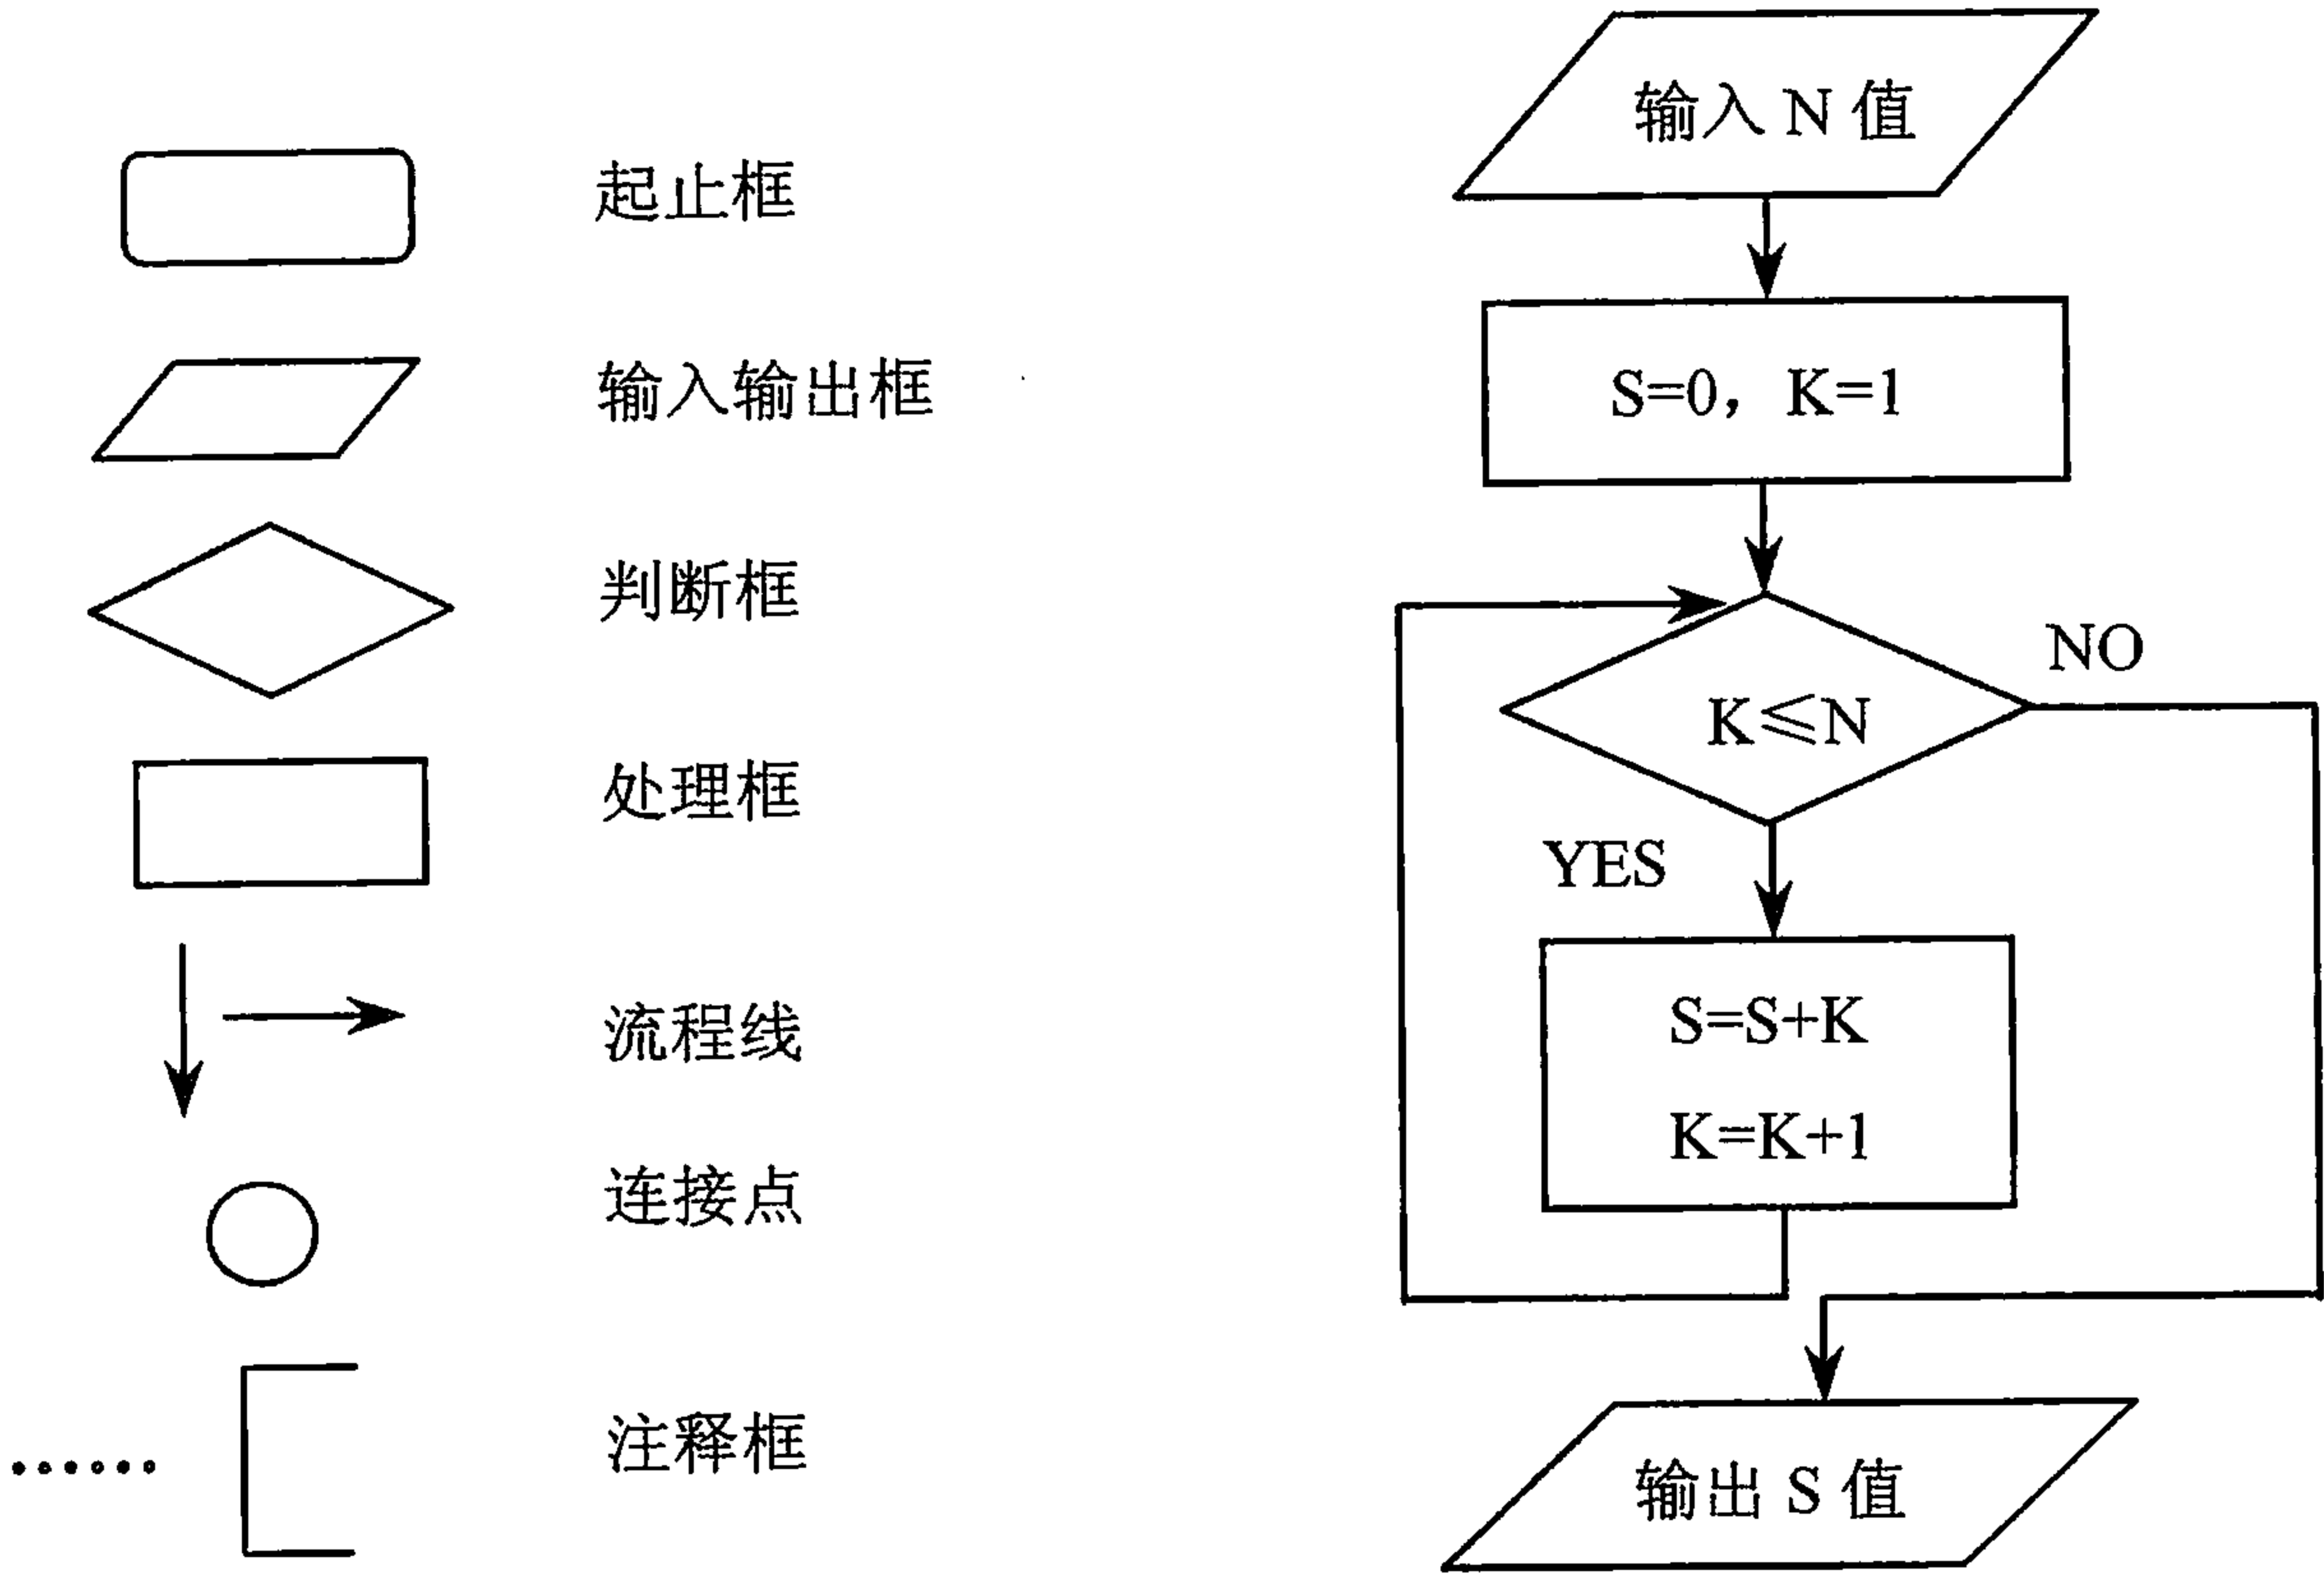 起止框
输入输出框
判断框
处理框
流程线
连接点
注释框
输入 N 值
S=0， K=1
K≤N
NO
YES
S=S+K
K=K+1
输出 S 值